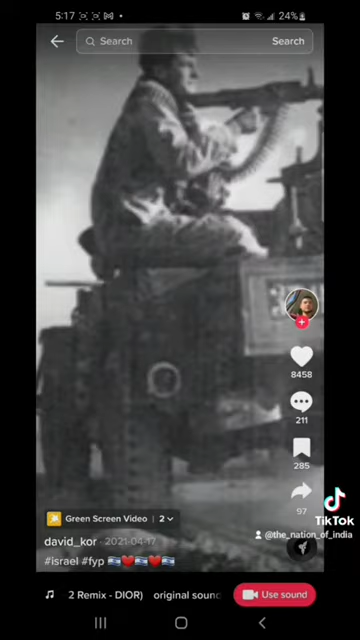 5:17
24%
Search
Search
8458
211
285
97
TikTok
@the_nation_of_india
Green Screen Video | 2
david_kor · 2021-04-17
#israel #fyp 🇮🇱❤️🇮🇱❤️🇮🇱
2 Remix - DIOR) original soun
Use sound